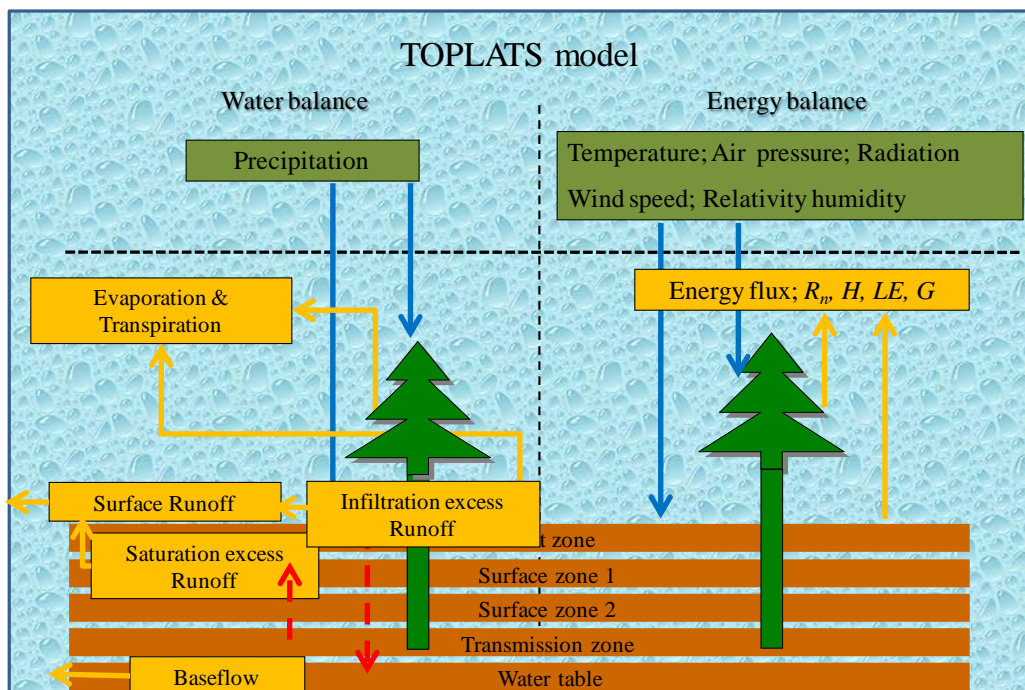 TOPLATS model
Water balance
Energy balance
Precipitation
Temperature; Air pressure; Radiation
Wind speed; Relativity humidity
Evaporation &
Transpiration
Energy flux; Rn, H, LE, G
Surface Runoff
Infiltration excess
Runoff
Saturation excess
Runoff
zone
Surface zone 1
Surface zone 2
Transmission zone
Water table
Baseflow